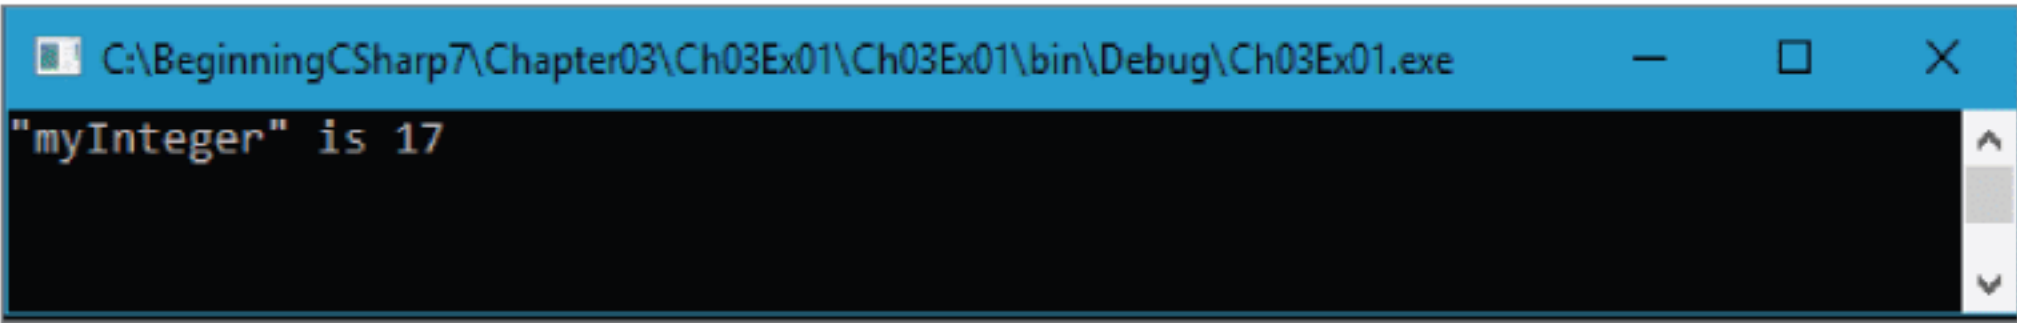 C:\BeginningCSharp7\Chapter03\Ch03Ex01\Ch03Ex01\bin\Debug\Ch03Ex01.exe
"myInteger" is 17